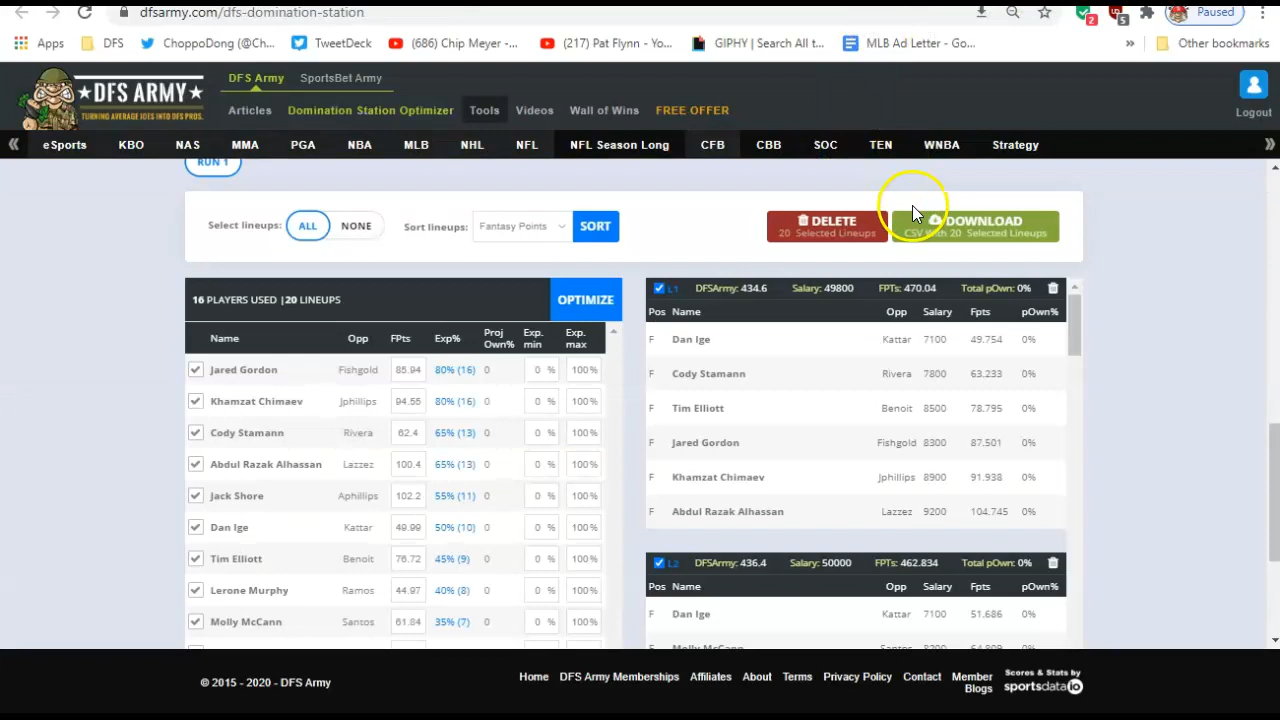 dfsarmy.com/dfs-domination-station
Paused
2
5
Apps DFS ChoppoDong (@Ch... TweetDeck (686) Chip Meyer -... (217) Pat Flynn - Yo... GIPHY | Search All t... MLB Ad Letter - Go... » Other bookmarks
DFS Army SportsBet Army
★DFS ARMY★
TURNING AVERAGE JOES INTO DFS PROS.
Articles Domination Station Optimizer Tools Videos Wall of Wins FREE OFFER
Logout
« eSports KBO NAS MMA PGA NBA MLB NHL NFL NFL Season Long CFB CBB SOC TEN WNBA Strategy »
RUN 1
Select lineups: ALL NONE Sort lineups: Fantasy Points SORT
DELETE
20 Selected Lineups
DOWNLOAD
CSV With 20 Selected Lineups
16 PLAYERS USED |20 LINEUPS OPTIMIZE
Name Opp FPts Exp% Proj Own% Exp. min Exp. max
Jared Gordon Fishgold 85.94 80% (16) 0 0 % 100%
Khamzat Chimaev Jphillips 94.55 80% (16) 0 0 % 100%
Cody Stamann Rivera 62.4 65% (13) 0 0 % 100%
Abdul Razak Alhassan Lazzez 100.4 65% (13) 0 0 % 100%
Jack Shore Aphillips 102.2 55% (11) 0 0 % 100%
Dan Ige Kattar 49.99 50% (10) 0 0 % 100%
Tim Elliott Benoit 76.72 45% (9) 0 0 % 100%
Lerone Murphy Ramos 44.97 40% (8) 0 0 % 100%
Molly McCann Santos 61.84 35% (7) 0 0 % 100%
L1 DFSArmy: 434.6 Salary: 49800 FPTs: 470.04 Total pOwn: 0%
Pos Name Opp Salary Fpts pOwn%
F Dan Ige Kattar 7100 49.754 0%
F Cody Stamann Rivera 7800 63.233 0%
F Tim Elliott Benoit 8500 78.795 0%
F Jared Gordon Fishgold 8300 87.501 0%
F Khamzat Chimaev Jphillips 8900 91.938 0%
F Abdul Razak Alhassan Lazzez 9200 104.745 0%
L2 DFSArmy: 436.4 Salary: 50000 FPTs: 462.834 Total pOwn: 0%
Pos Name Opp Salary Fpts pOwn%
F Dan Ige Kattar 7100 51.686 0%
Molly McCann Santos 8200 64.809 0%
© 2015 - 2020 - DFS Army
Home DFS Army Memberships Affiliates About Terms Privacy Policy Contact Member Blogs
Scores & Stats by
sportsdataIO